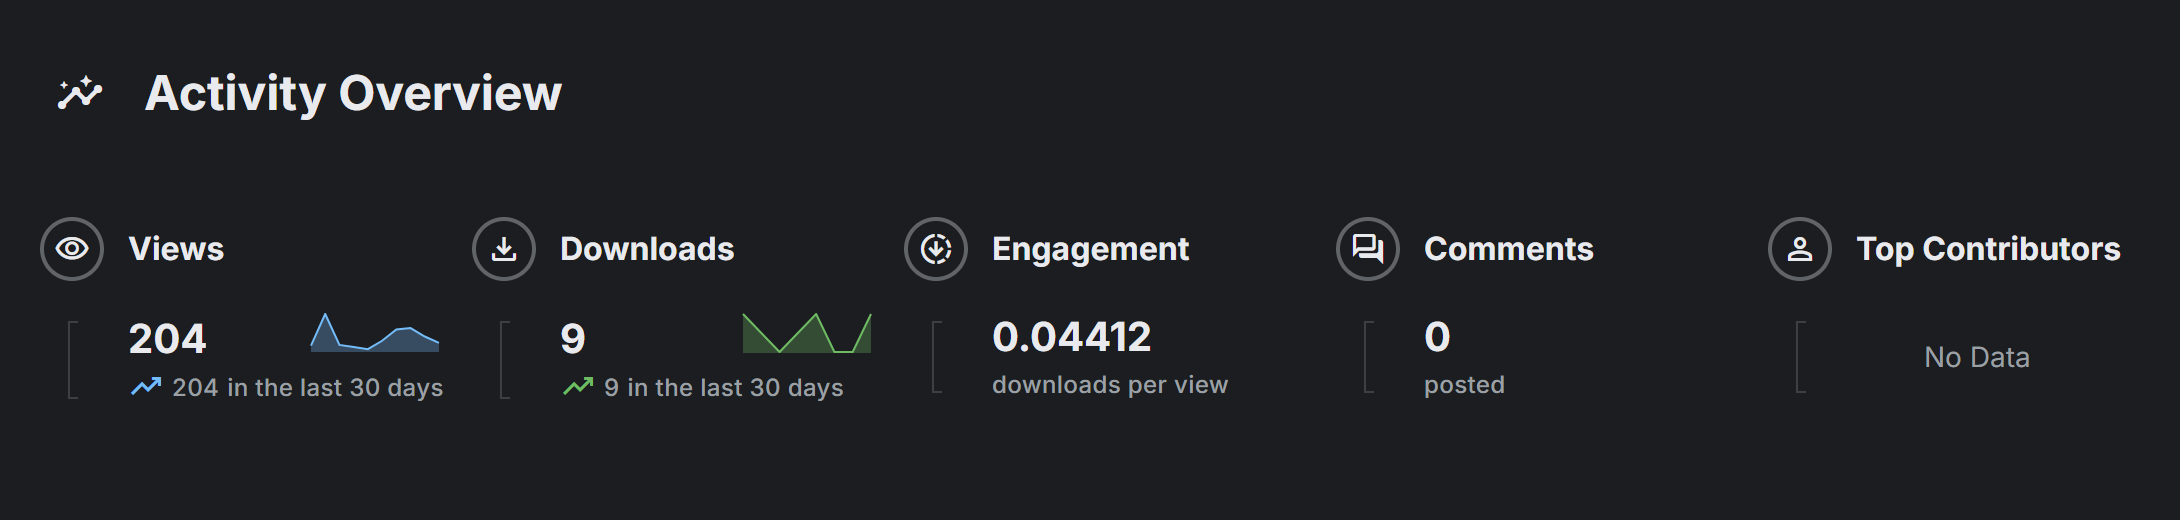 Activity Overview
Views
204
204 in the last 30 days
Downloads
9
9 in the last 30 days
Engagement
0.04412
downloads per view
Comments
0
posted
Top Contributors
No Data